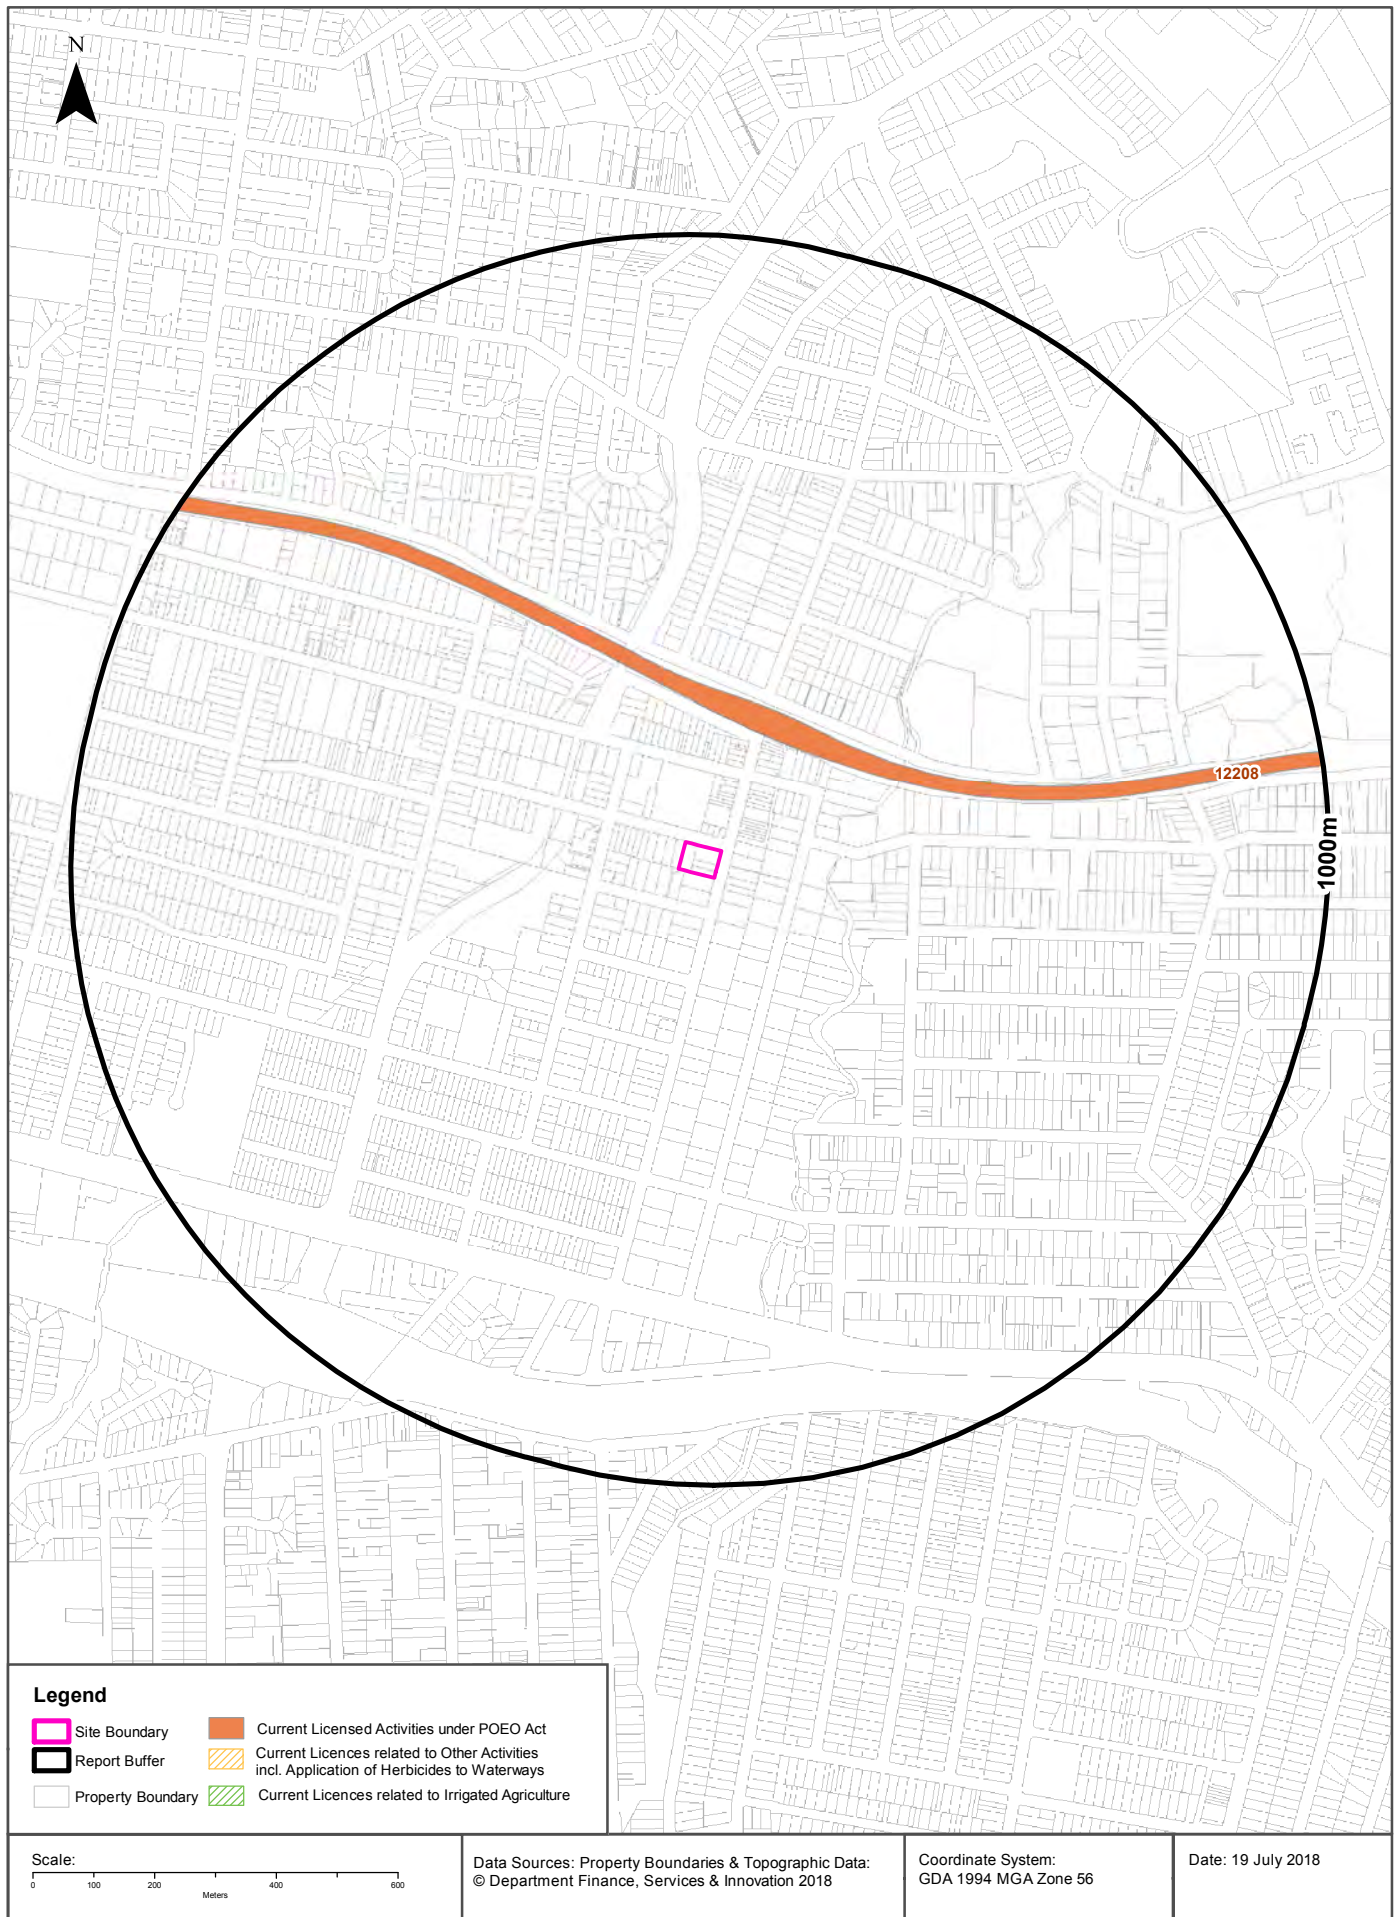 N
12208
1000m
Legend
Site Boundary
Report Buffer
Property Boundary
Current Licensed Activities under POEO Act
Current Licences related to Other Activities
incl. Application of Herbicides to Waterways
Current Licences related to Irrigated Agriculture
Scale:
0 100 200 400 600
Meters
Data Sources: Property Boundaries & Topographic Data:
© Department Finance, Services & Innovation 2018
Coordinate System:
GDA 1994 MGA Zone 56
Date: 19 July 2018